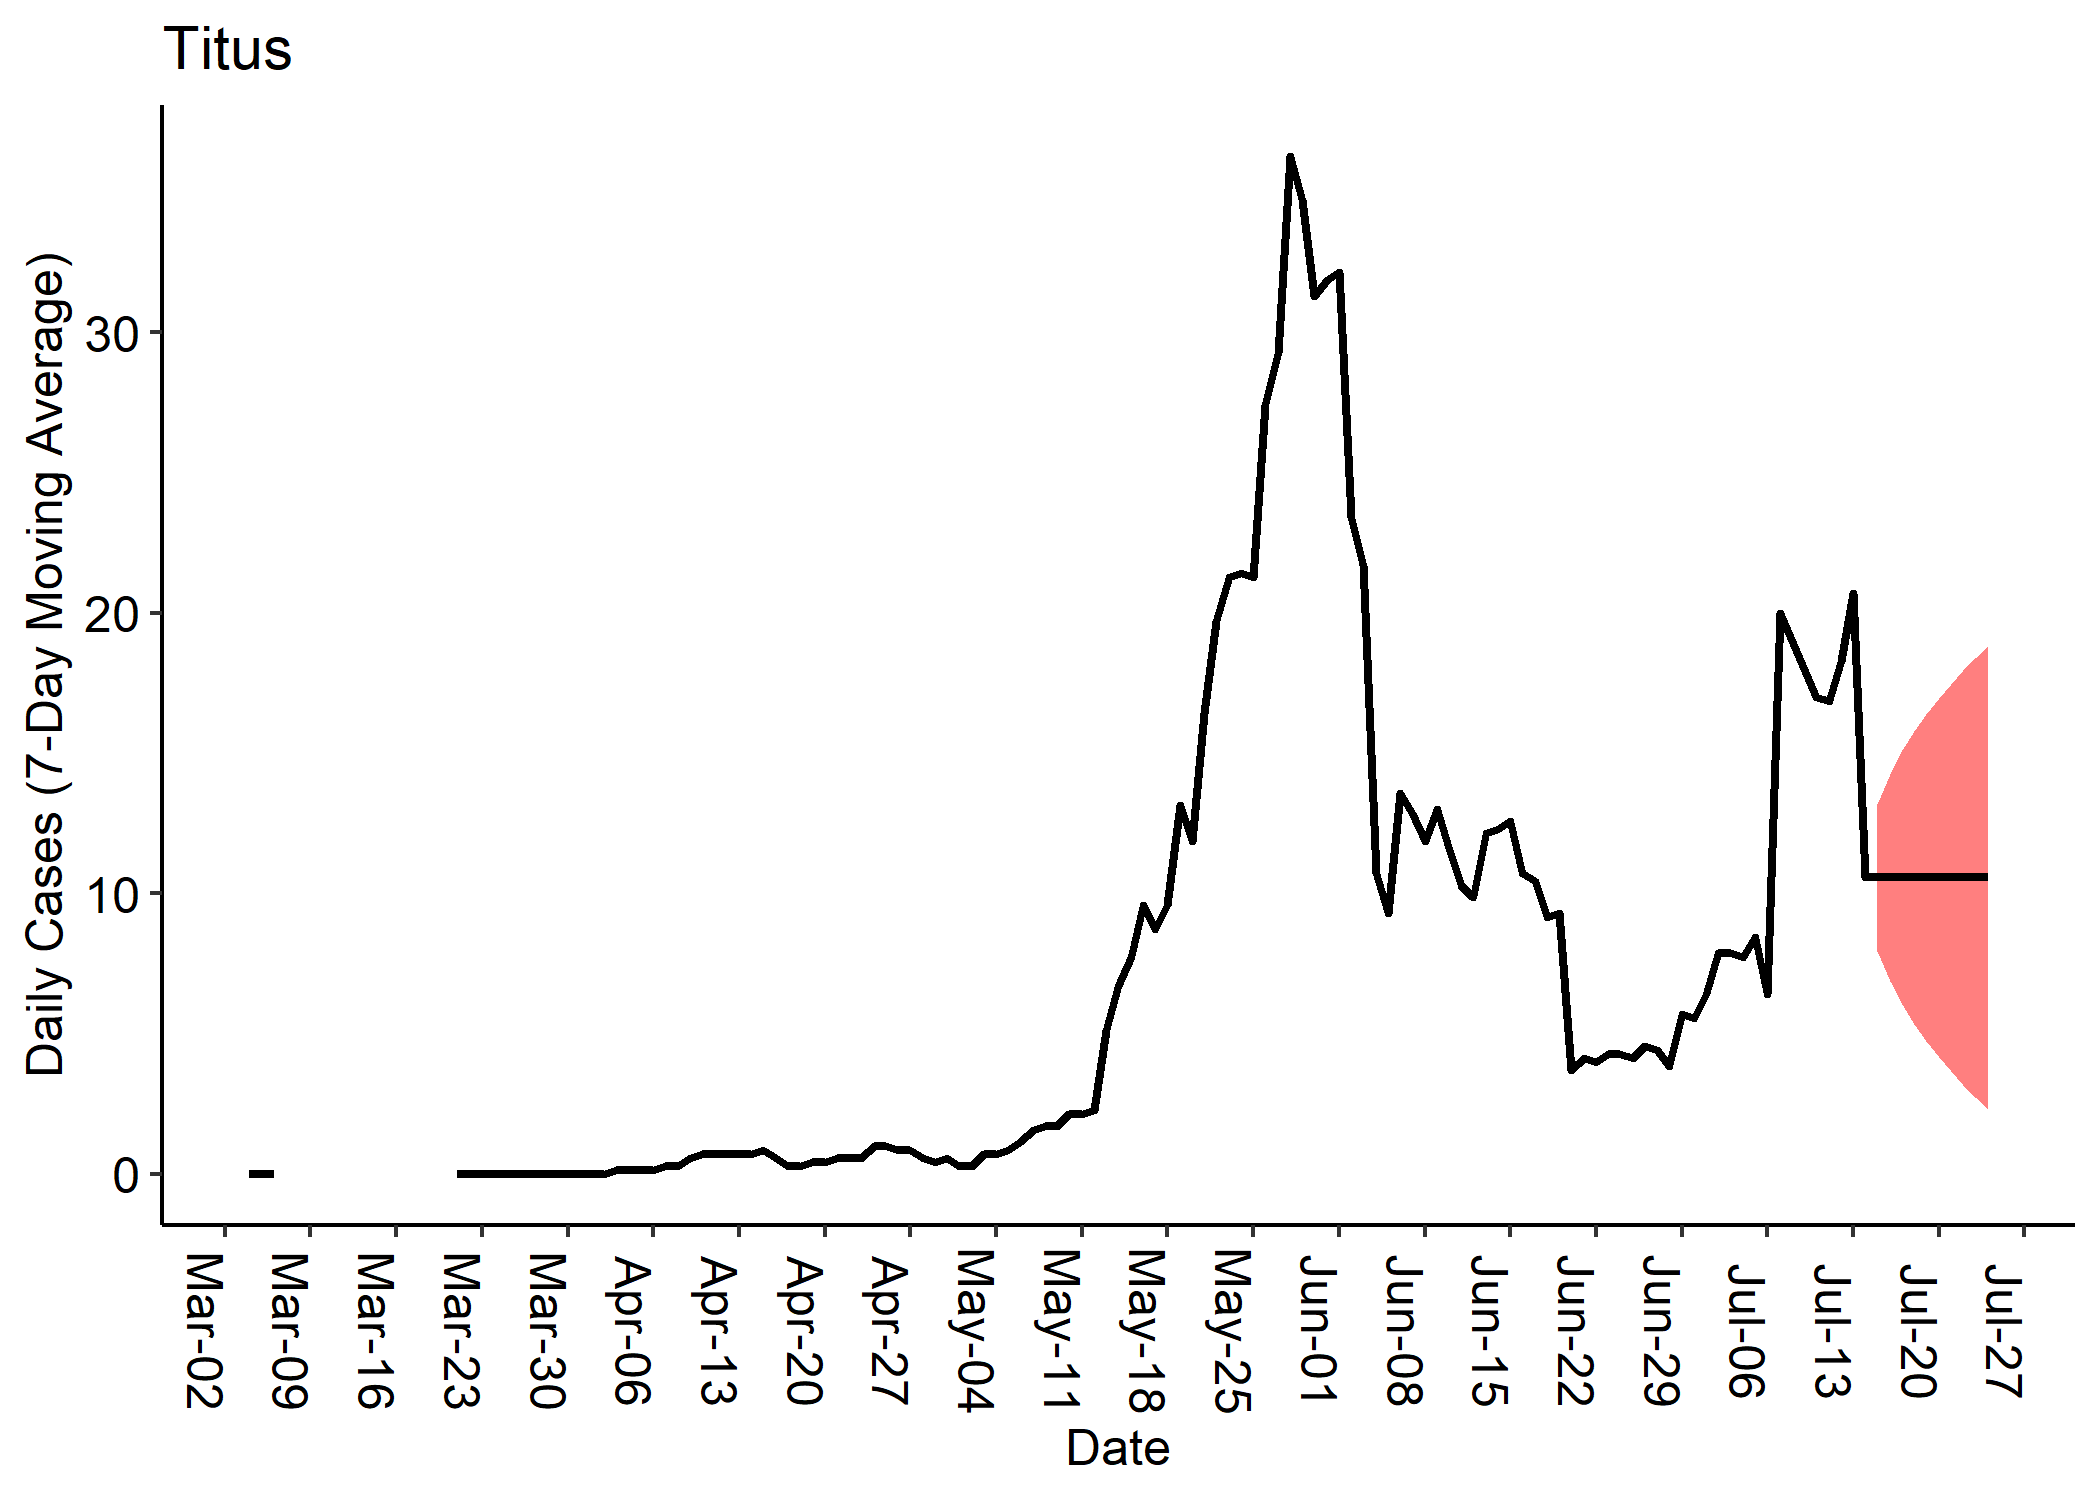 Titus
Daily Cases (7-Day Moving Average)
30
20
10
0
Mar-02
Mar-09
Mar-16
Mar-23
Mar-30
Apr-06
Apr-13
Apr-20
Apr-27
May-04
May-11
May-18
May-25
Jun-01
Jun-08
Jun-15
Jun-22
Jun-29
Jul-06
Jul-13
Jul-20
Jul-27
Date